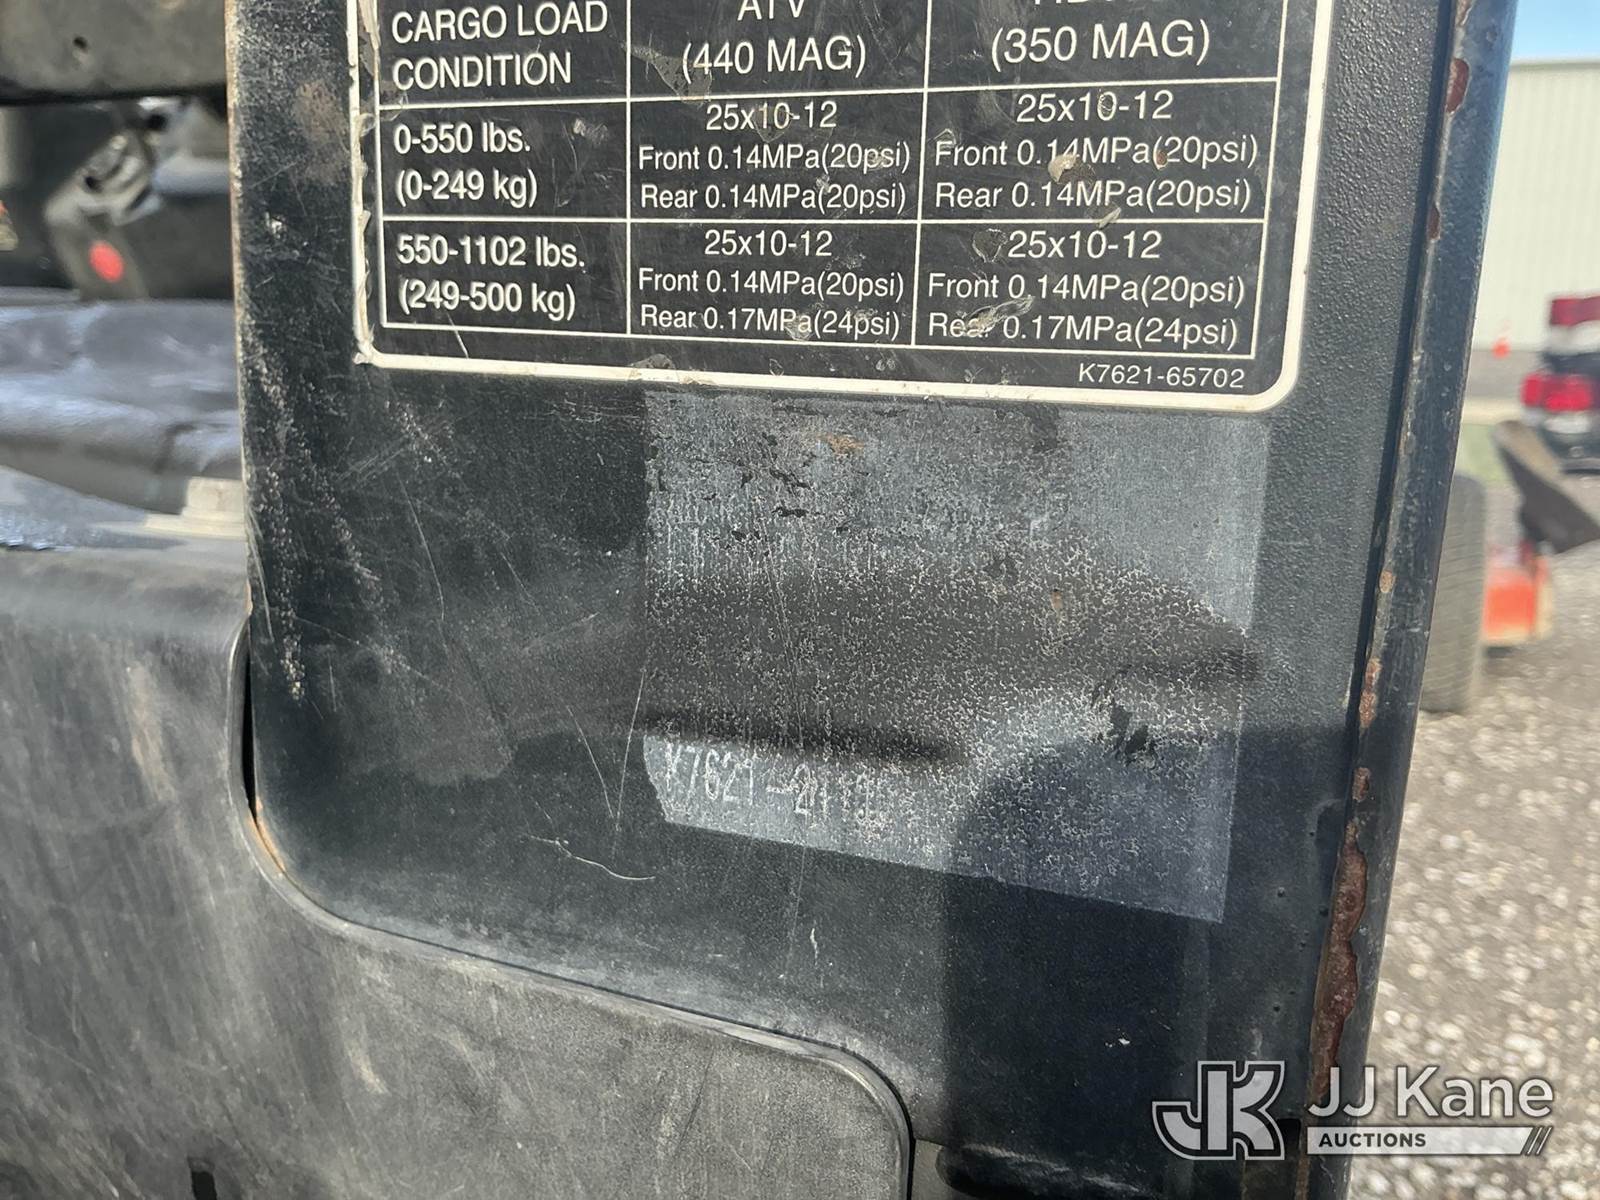 CARGO LOAD
CONDITION
ATV
(440 MAG)
(350 MAG)
0-550 lbs.
(0-249 kg)
25x10-12
Front 0.14MPa(20psi)
Rear 0.14MPa(20psi)
25x10-12
Front 0.14MPa(20psi)
Rear 0.14MPa(20psi)
550-1102 lbs.
(249-500 kg)
25x10-12
Front 0.14MPa(20psi)
Rear 0.17MPa(24psi)
25x10-12
Front 0.14MPa(20psi)
Rear 0.17MPa(24psi)
K7621-65702
JK
JJ Kane
AUCTIONS